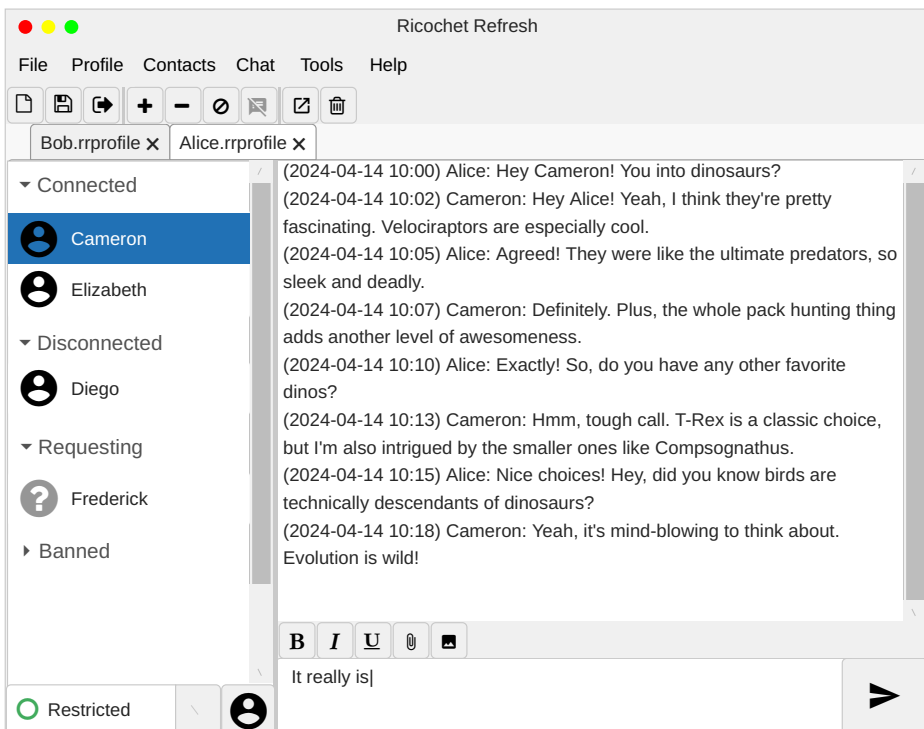 Ricochet Refresh
File Profile Contacts Chat Tools Help
Bob.rrprofile Alice.rrprofile
Connected
Cameron
Elizabeth
Disconnected
Diego
Requesting
Frederick
Banned
Restricted
(2024-04-14 10:00) Alice: Hey Cameron! You into dinosaurs?
(2024-04-14 10:02) Cameron: Hey Alice! Yeah, I think they're pretty
fascinating. Velociraptors are especially cool.
(2024-04-14 10:05) Alice: Agreed! They were like the ultimate predators, so
sleek and deadly.
(2024-04-14 10:07) Cameron: Definitely. Plus, the whole pack hunting thing
adds another level of awesomeness.
(2024-04-14 10:10) Alice: Exactly! So, do you have any other favorite
dinos?
(2024-04-14 10:13) Cameron: Hmm, tough call. T-Rex is a classic choice,
but I'm also intrigued by the smaller ones like Compsognathus.
(2024-04-14 10:15) Alice: Nice choices! Hey, did you know birds are
technically descendants of dinosaurs?
(2024-04-14 10:18) Cameron: Yeah, it's mind-blowing to think about.
Evolution is wild!
B I U
It really is